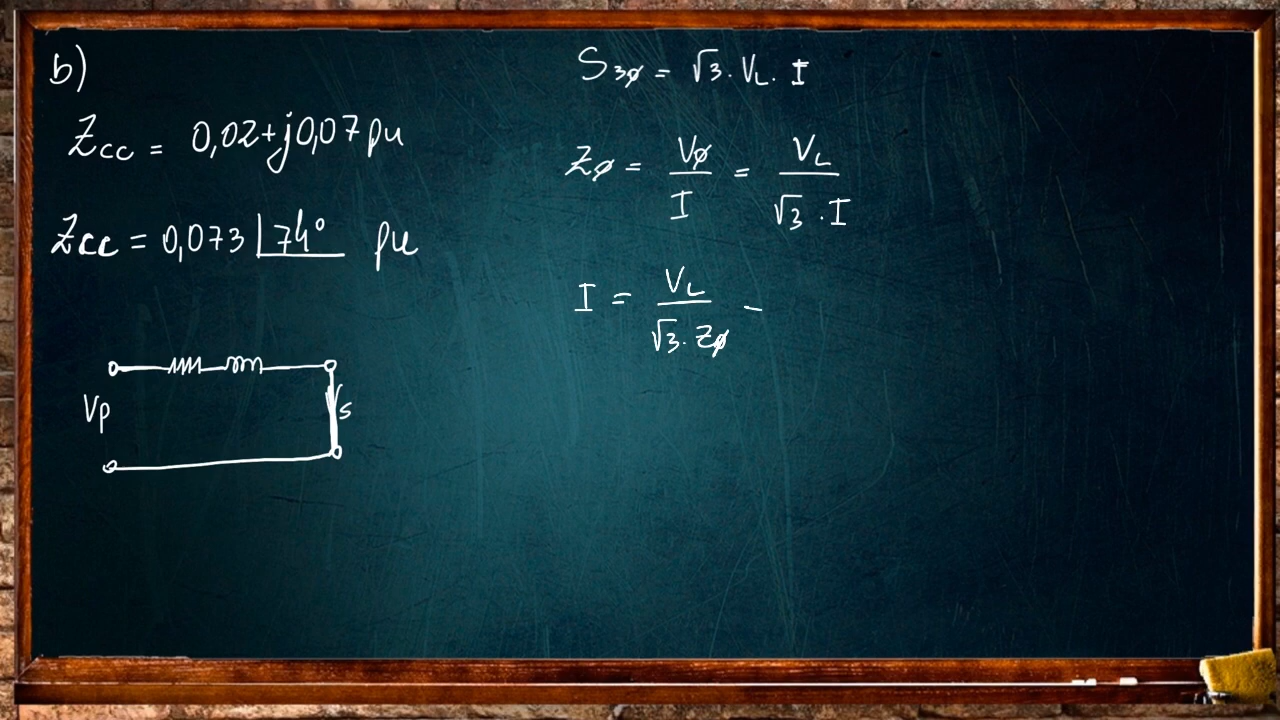 b)
Zcc = 0,02+j0,07 pu
Zcc = 0,073∠74° pu
Vp
Vs
S3ø = √3 . VL . I
Zø = Vø / I = VL / √3 . I
I = VL / √3 . Zø -